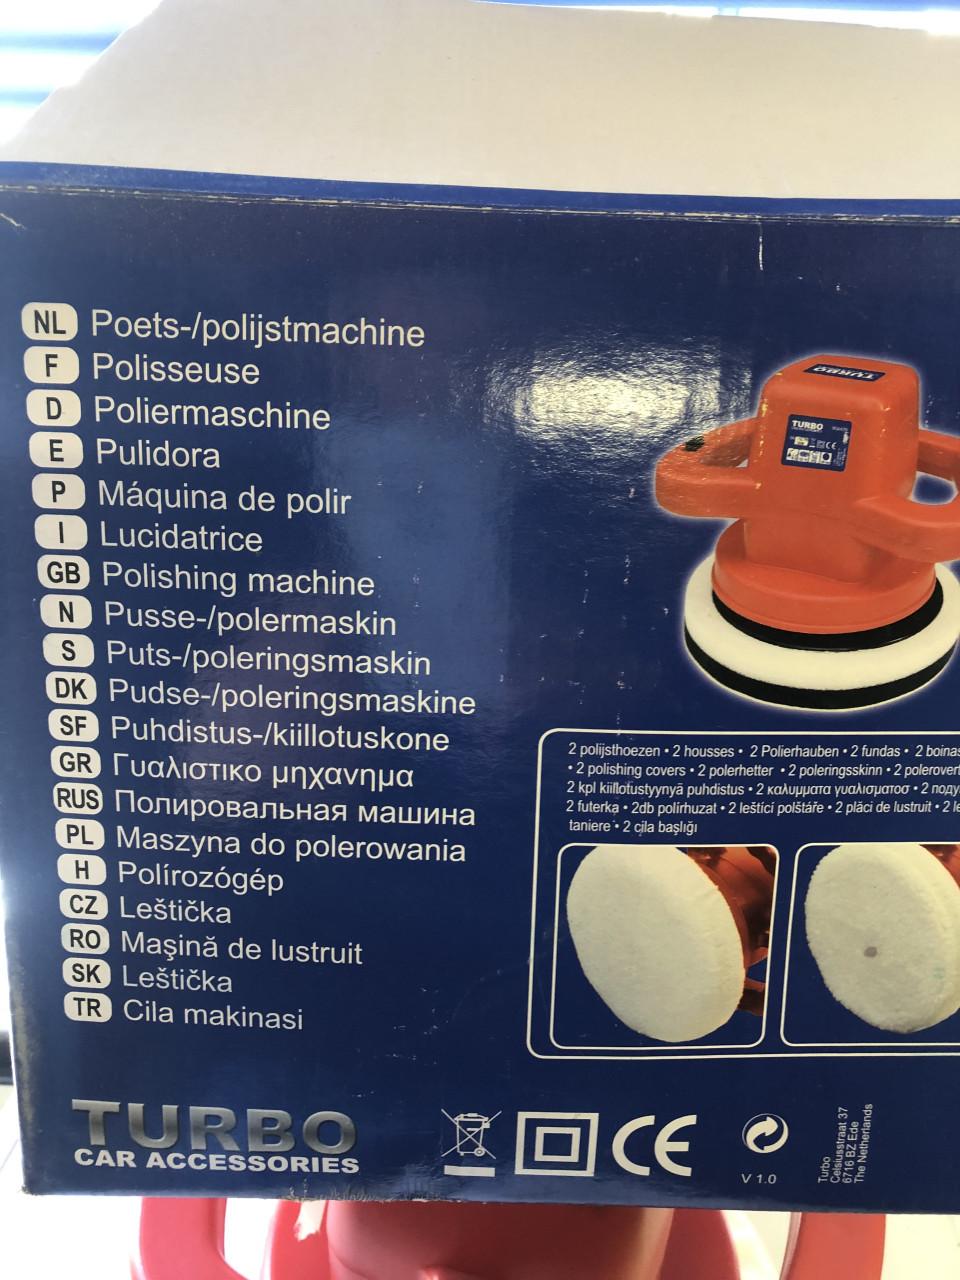 NL Poets-/polijstmachine
F Polisseuse
D Poliermaschine
E Pulidora
P Máquina de polir
I Lucidatrice
GB Polishing machine
N Pusse-/polermaskin
S Puts-/poleringsmaskin
DK Pudse-/poleringsmaskine
SF Puhdistus-/kiillotuskone
GR Γυαλιστικο μηχανημα
RUS Полировальная машина
PL Maszyna do polerowania
H Polírozógép
CZ Leštička
RO Maşină de lustruit
SK Leštička
TR Cila makinasi
TURBO
TURBO
2 polijsthoezen • 2 housses • 2 Polierhauben • 2 fundas • 2 boinas
• 2 polishing covers • 2 polerhetter • 2 poleringsskinn • 2 polerovert
2 kpl kiillotustyynyä puhdistus • 2 καλυμματα γυαλισματοσ • 2 поду
2 futerka • 2db polírhuzat • 2 leštící polštáře • 2 plăci de lustruit • 2 le
taniere • 2 cila başlığı
TURBO
CAR ACCESSORIES
CE
V 1.0
Turbo
Celsiusstraat 37
6716 BZ Ede
The Netherlands